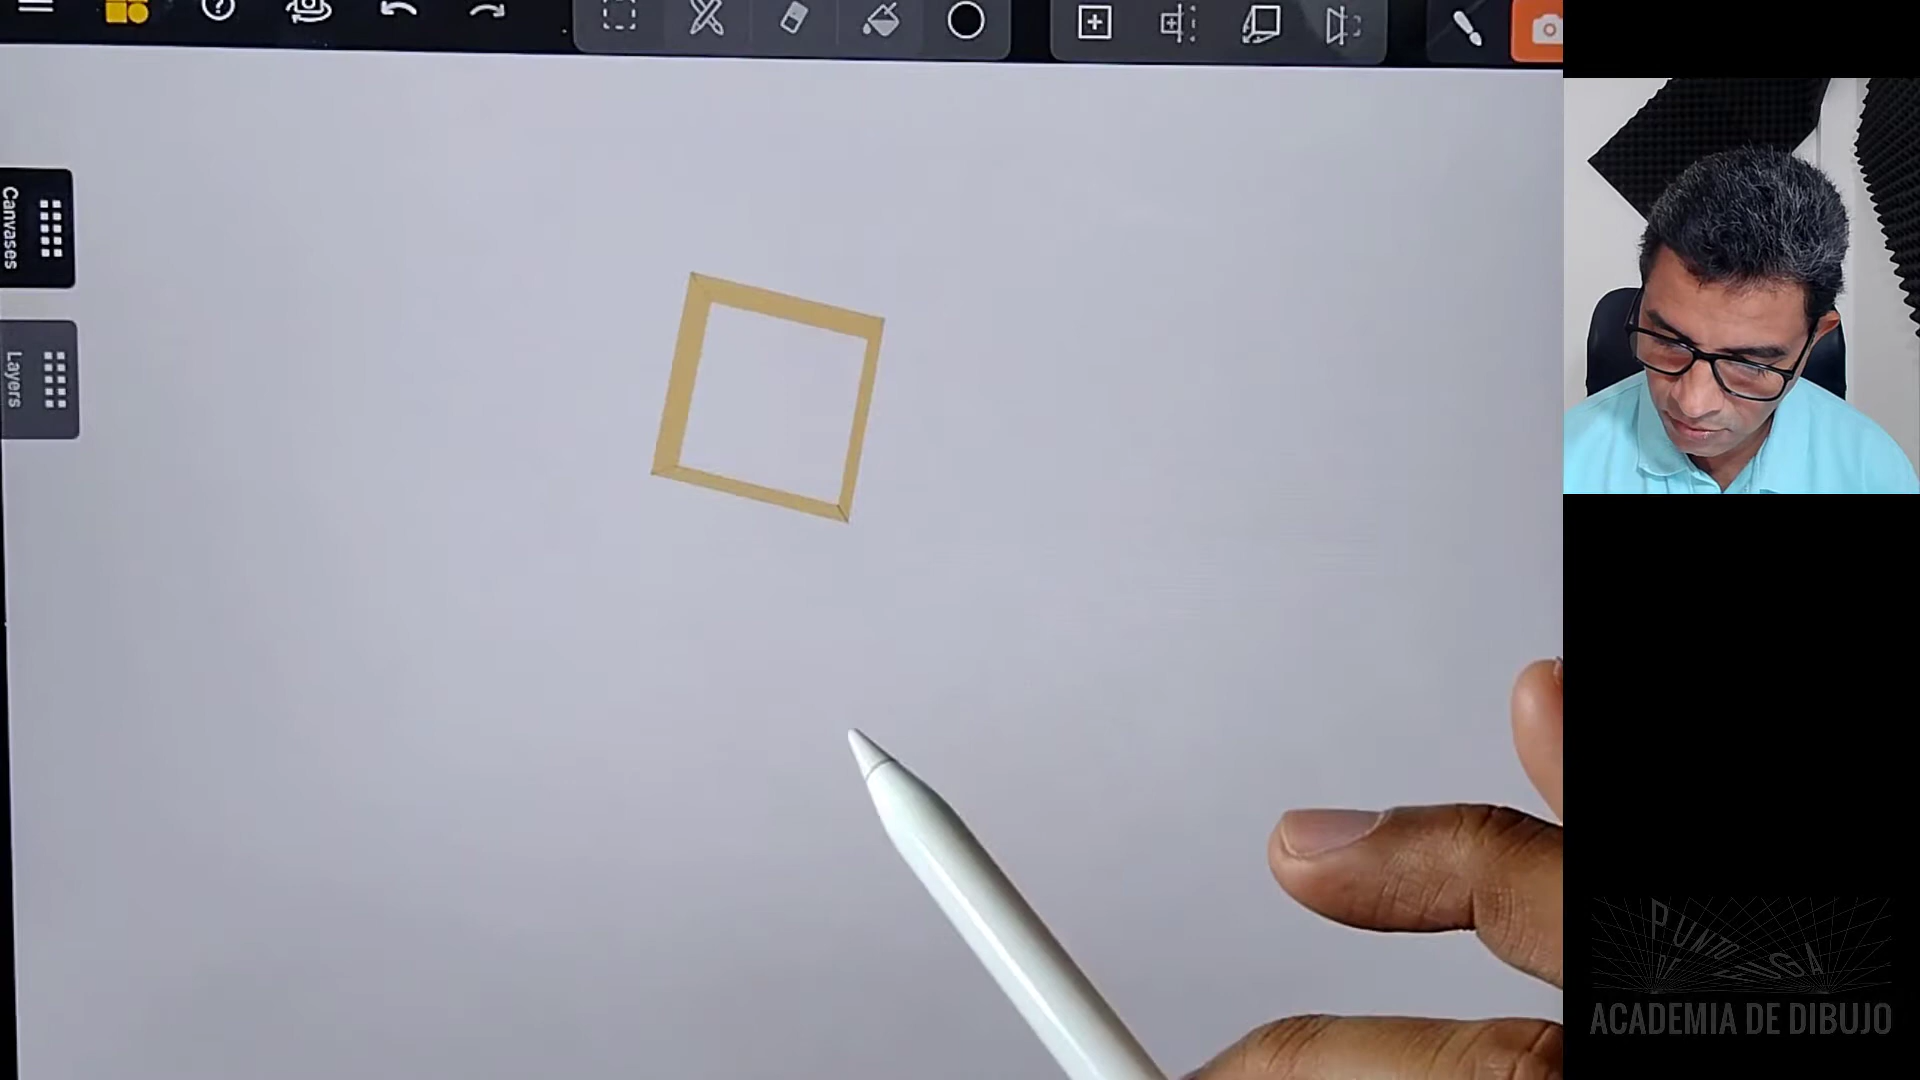 Canvases
Layers
PUNTO
DE FUGA
ACADEMIA DE DIBUJO